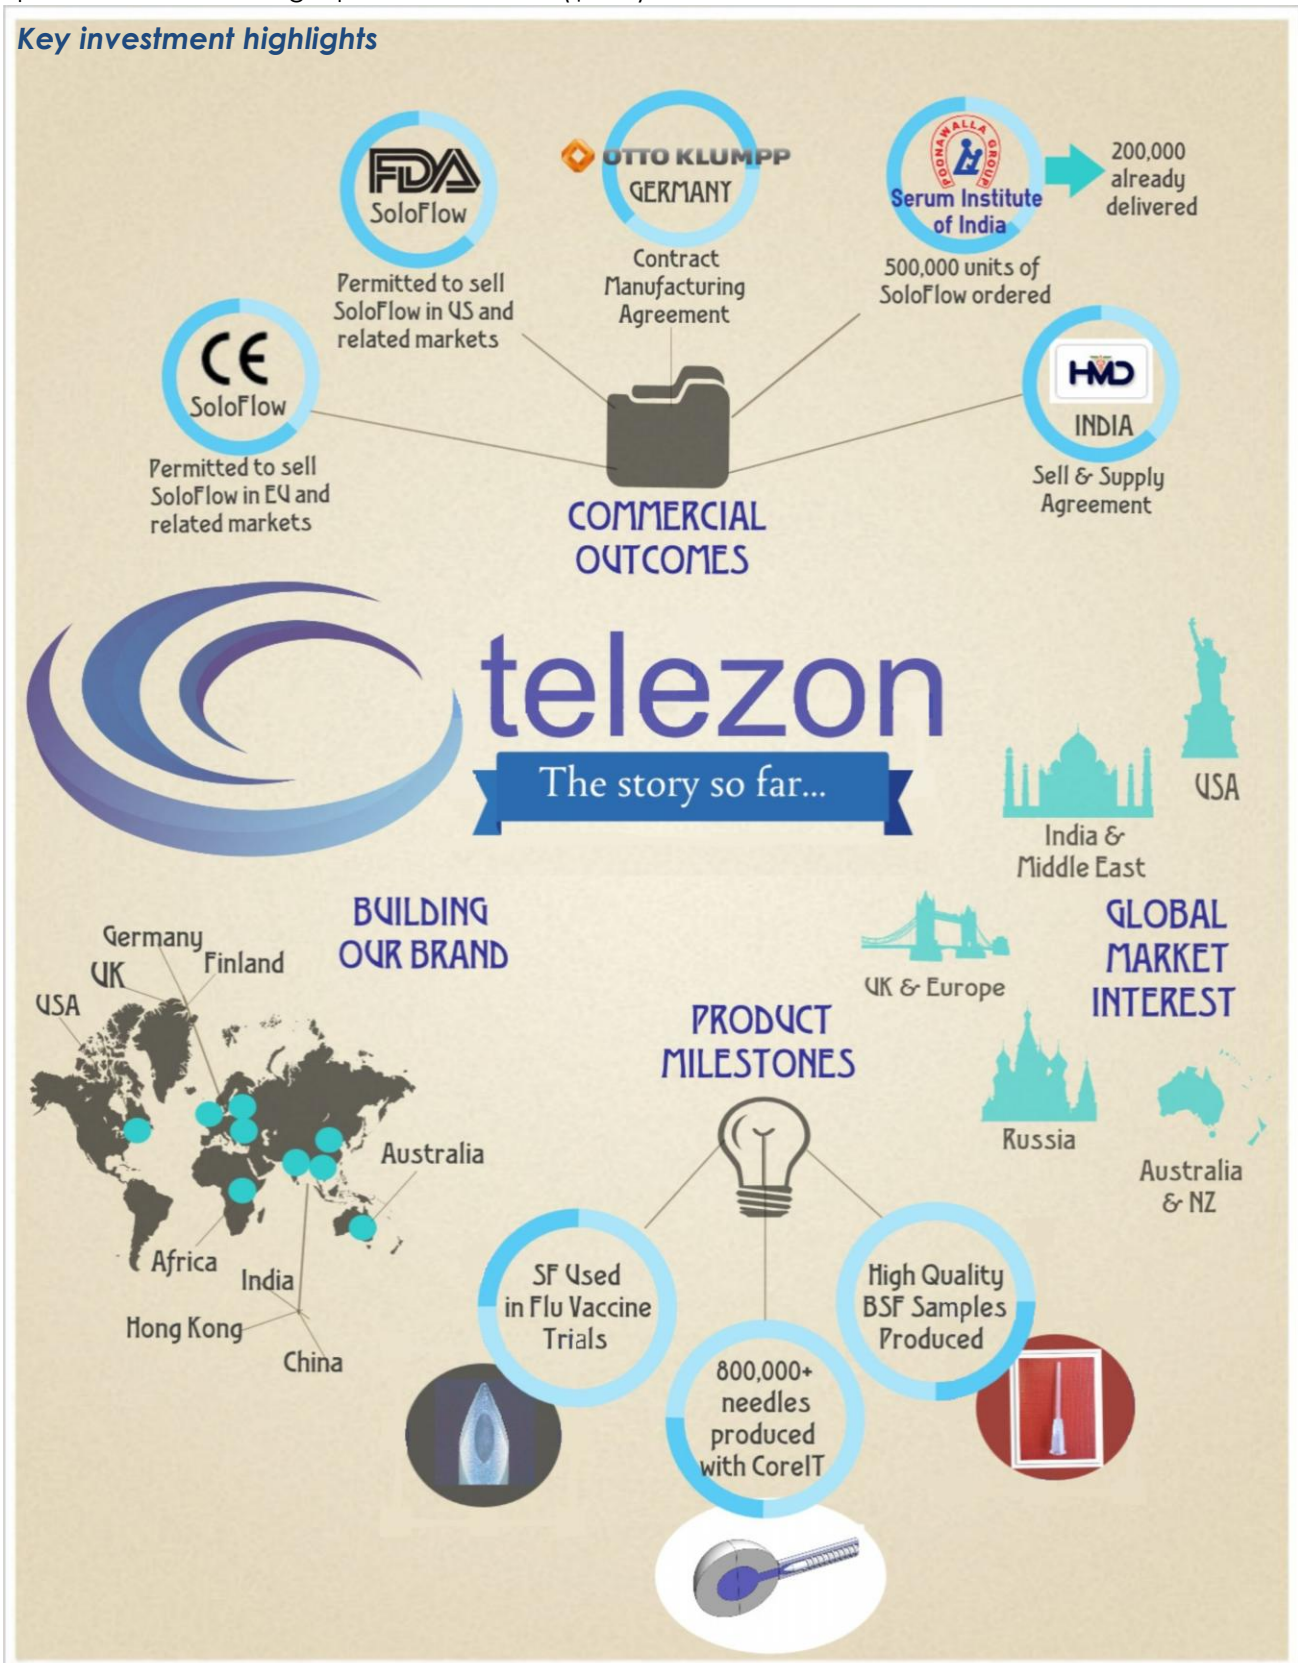 Key investment highlights
FDA
SoloFlow
Permitted to sell
SoloFlow in US and
related markets
OTTO KLUMPP
GERMANY
Contract
Manufacturing
Agreement
POONAWALLA GROUP
Serum Institute
of India
500,000 units of
SoloFlow ordered
200,000
already
delivered
CE
SoloFlow
Permitted to sell
SoloFlow in EU and
related markets
HMD
INDIA
Sell & Supply
Agreement
COMMERCIAL
OUTCOMES
telezon
The story so far...
USA
India &
Middle East
UK & Europe
GLOBAL
MARKET
INTEREST
Russia
Australia
& NZ
BUILDING
OUR BRAND
Germany
Finland
UK
USA
Australia
Africa
India
Hong Kong
China
PRODUCT
MILESTONES
SF Used
in Flu Vaccine
Trials
800,000+
needles
produced
with CoreIT
High Quality
BSF Samples
Produced